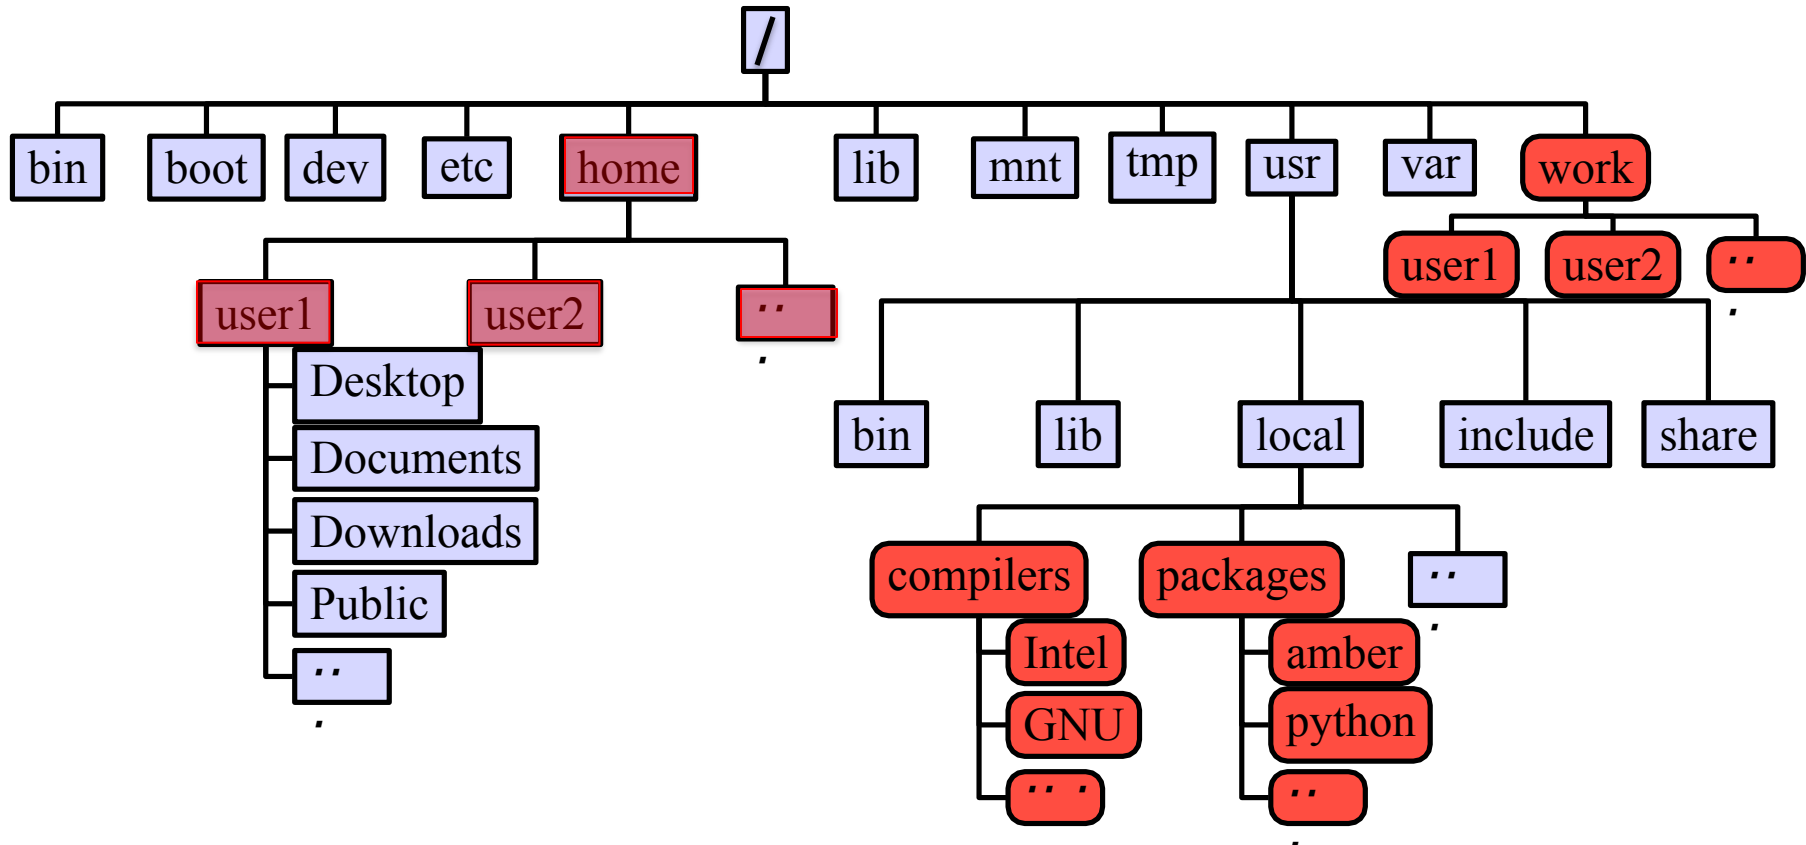 /
bin boot dev etc home lib mnt tmp usr var work
user1 user2 ...
user1 user2 ...
Desktop
Documents
Downloads
Public
...
bin lib local include share
compilers packages ...
Intel
GNU
...
amber
python
...